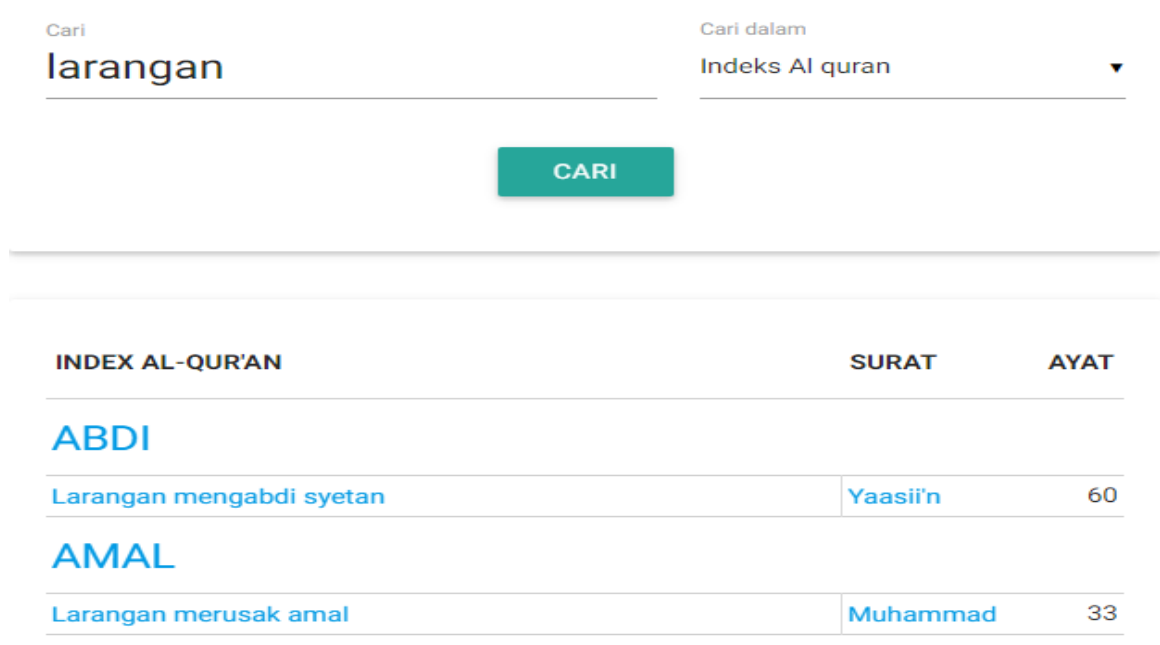 Cari Cari dalam
larangan Indeks Al quran
CARI
INDEX AL-QUR'AN SURAT AYAT
ABDI
Larangan mengabdi syetan Yaasii'n 60
AMAL
Larangan merusak amal Muhammad 33